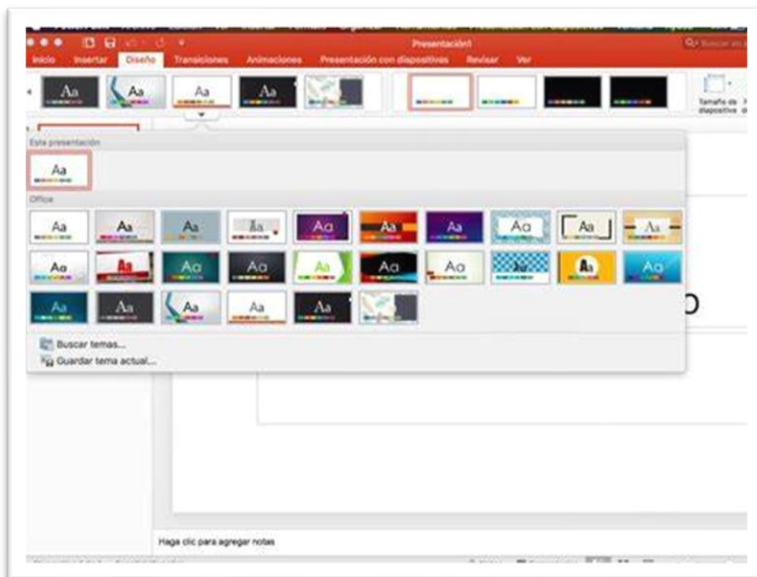 Presentación1
Inicio Insertar Diseño Transiciones Animaciones Presentación con diapositivas Revisar Ver
Aa Aa Aa Aa
Tamaño de
diapositiva
Esta presentación
Aa
Office
Aa Aa Aa Aa Aa Aa Aa Aa Aa Aa
Aa Aa Aa Aa Aa Aa Aa Aa Aa Aa
Aa Aa Aa Aa Aa
Buscar temas...
Guardar tema actual...
Haga clic para agregar notas